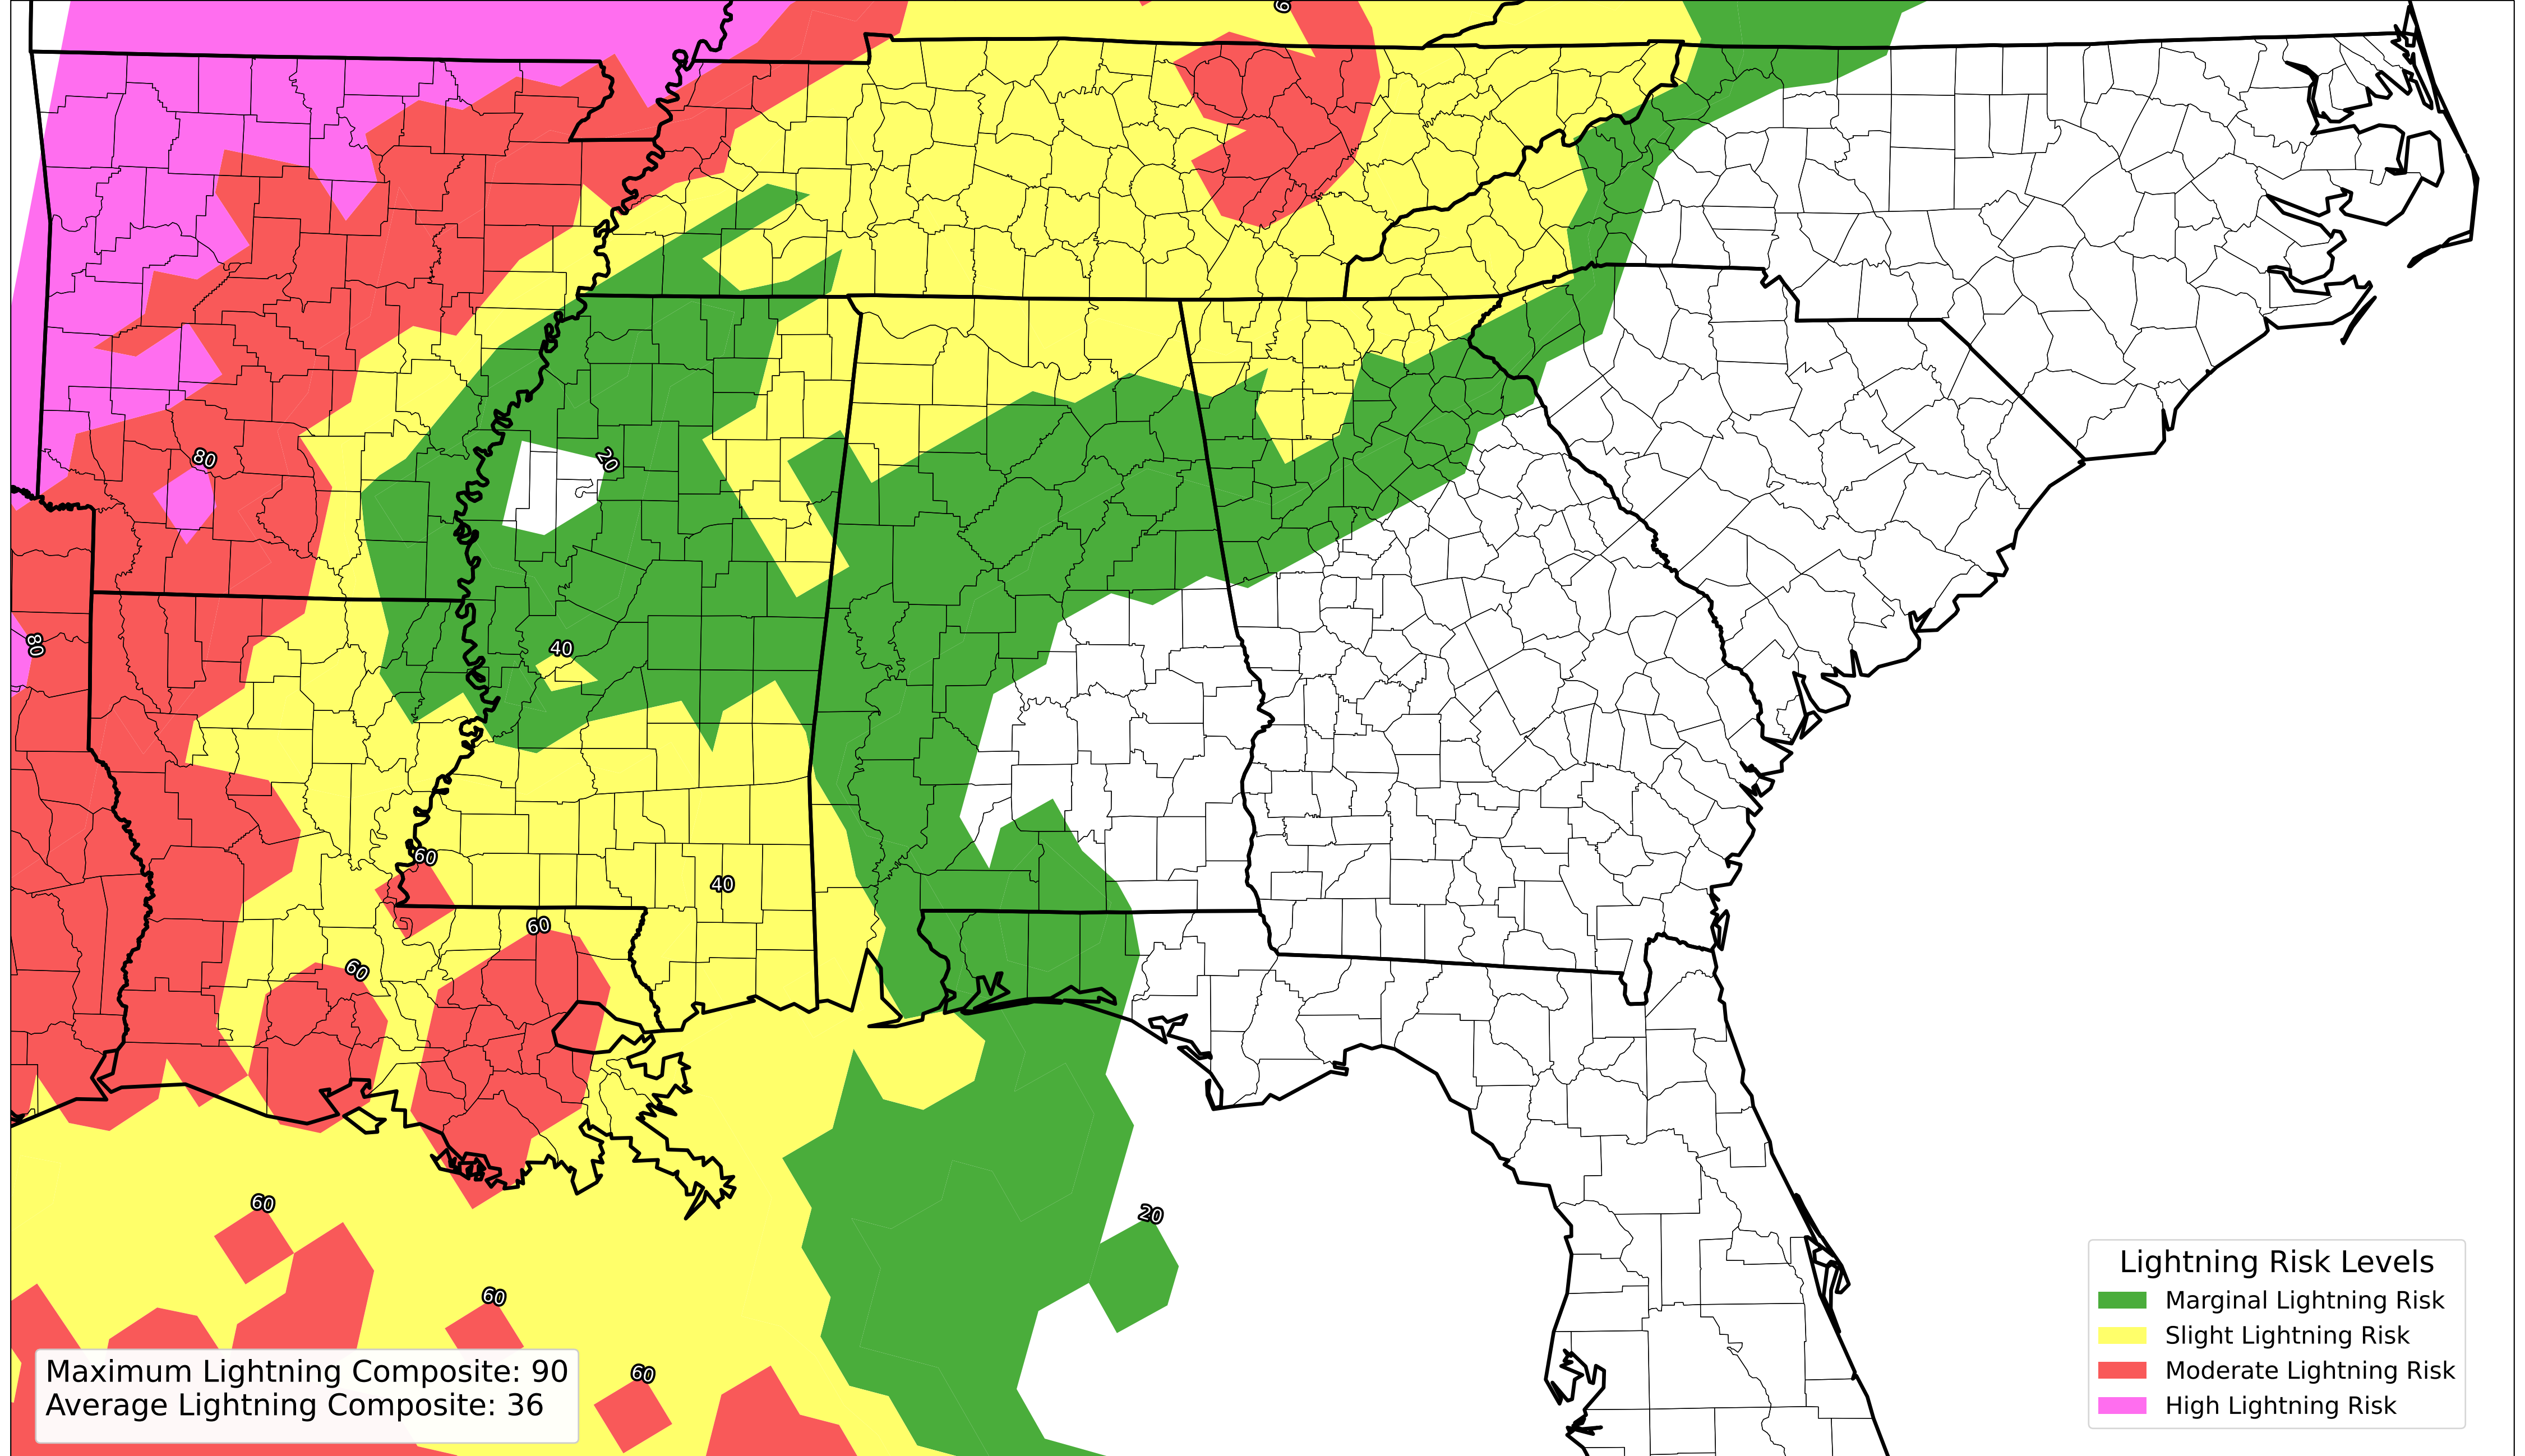 80
20
80
40
60
40
60
60
60
20
60
60
Lightning Risk Levels
Marginal Lightning Risk
Slight Lightning Risk
Moderate Lightning Risk
High Lightning Risk
Maximum Lightning Composite: 90
Average Lightning Composite: 36